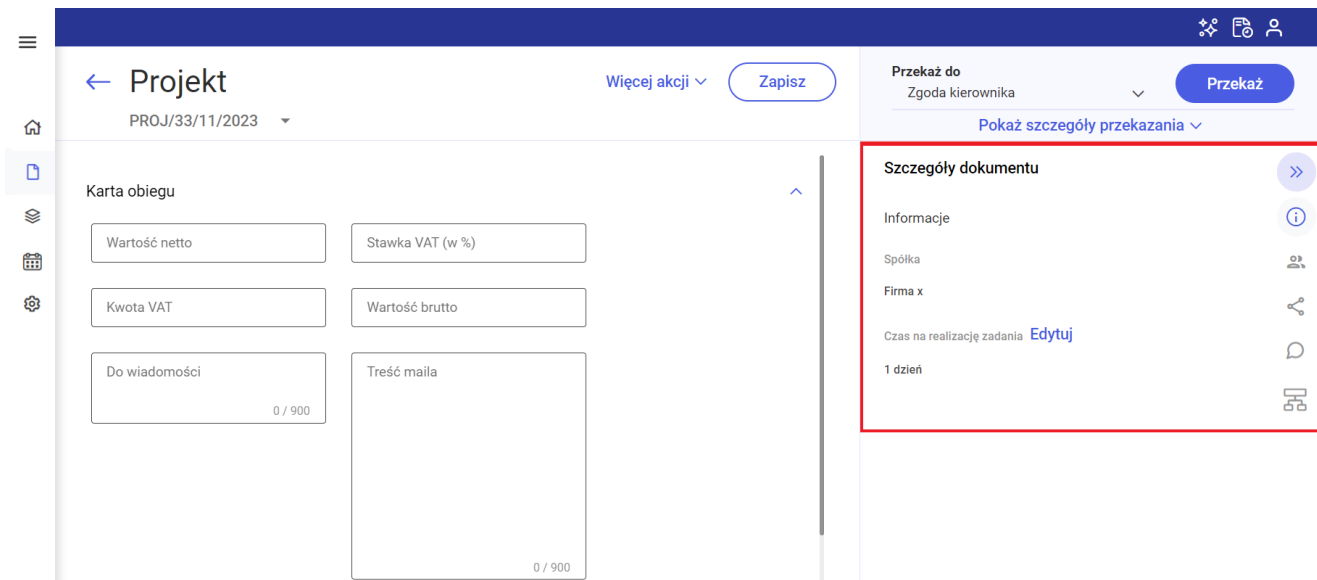 Projekt
Więcej akcji
Zapisz
PROJ/33/11/2023
Przekaż do
Zgoda kierownika
Przekaż
Pokaż szczegóły przekazania
Karta obiegu
Wartość netto
Stawka VAT (w %)
Kwota VAT
Wartość brutto
Do wiadomości
0 / 900
Treść maila
0 / 900
Szczegóły dokumentu
Informacje
Spółka
Firma x
Czas na realizację zadania Edytuj
1 dzień